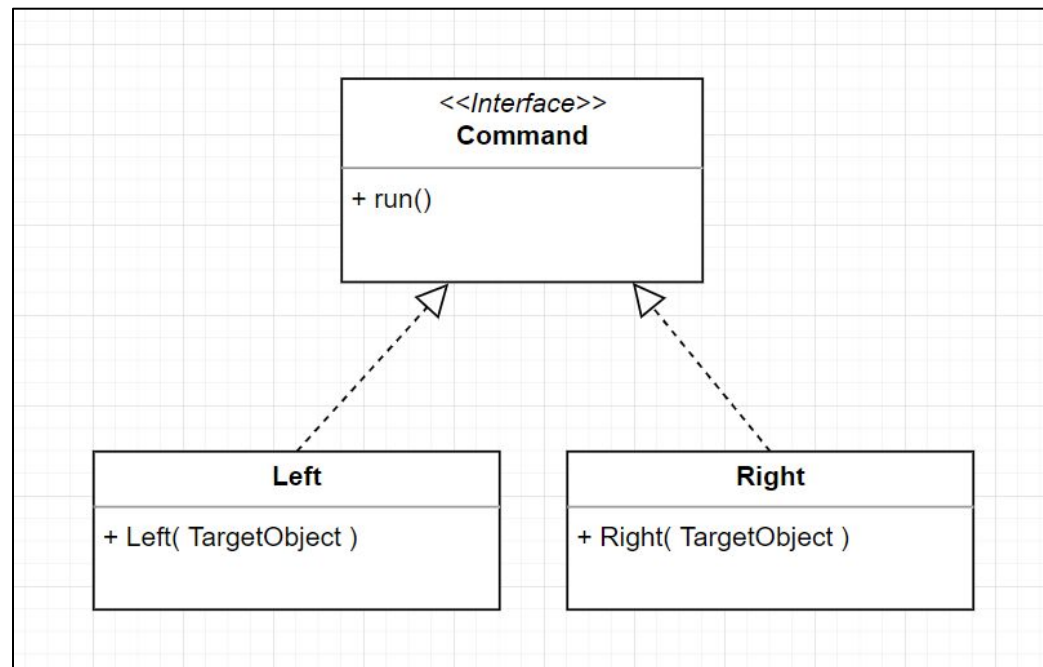 <<Interface>>
Command
+ run()
Left
+ Left( TargetObject )
Right
+ Right( TargetObject )